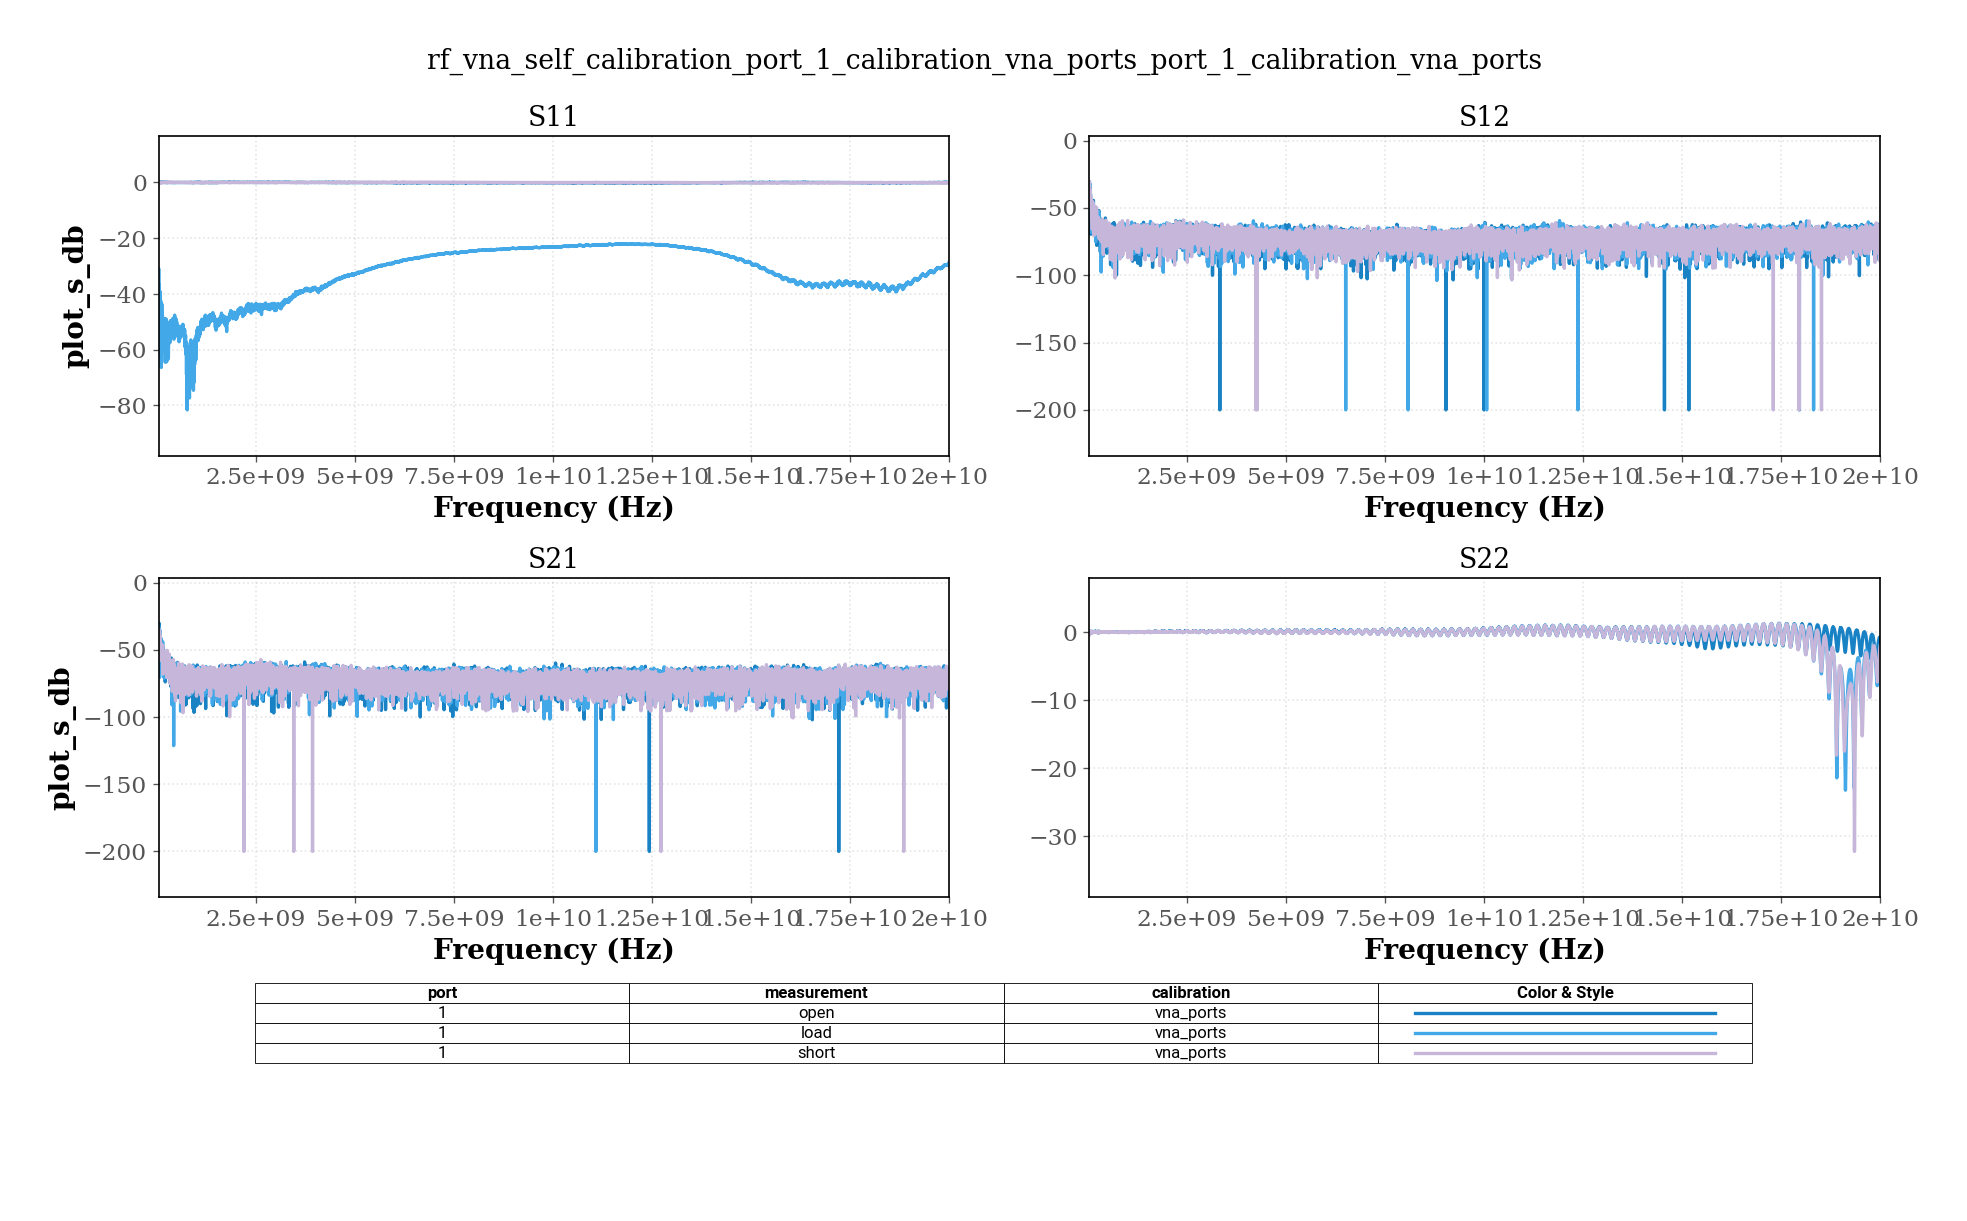 rf_vna_self_calibration_port_1_calibration_vna_ports_port_1_calibration_vna_ports
S11
plot_s_db
0
−20
−40
−60
−80
2.5e+09 5e+09 7.5e+09 1e+10 1.25e+10 1.5e+10 1.75e+10 2e+10
Frequency (Hz)
S12
0
−50
−100
−150
−200
2.5e+09 5e+09 7.5e+09 1e+10 1.25e+10 1.5e+10 1.75e+10 2e+10
Frequency (Hz)
S21
plot_s_db
0
−50
−100
−150
−200
2.5e+09 5e+09 7.5e+09 1e+10 1.25e+10 1.5e+10 1.75e+10 2e+10
Frequency (Hz)
S22
0
−10
−20
−30
2.5e+09 5e+09 7.5e+09 1e+10 1.25e+10 1.5e+10 1.75e+10 2e+10
Frequency (Hz)
port measurement calibration Color & Style
1 open vna_ports
1 load vna_ports
1 short vna_ports